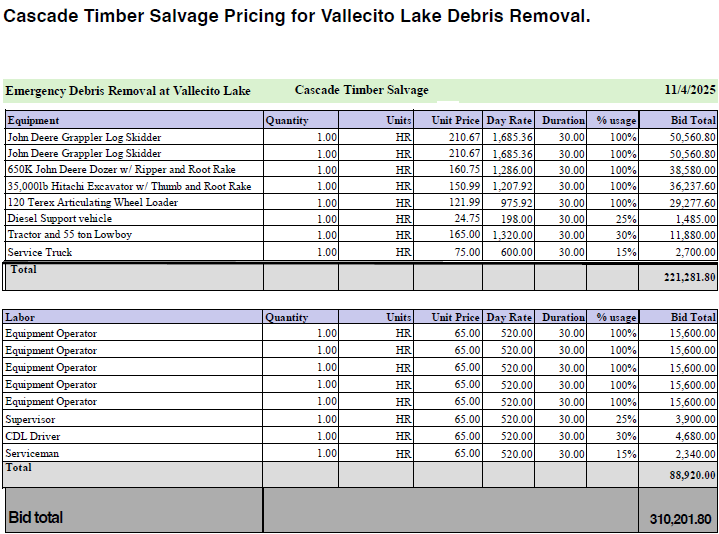 Cascade Timber Salvage Pricing for Vallecito Lake Debris Removal.
Emergency Debris Removal at Vallecito Lake Cascade Timber Salvage 11/4/2025
Equipment Quantity Units Unit Price Day Rate Duration % usage Bid Total
John Deere Grappler Log Skidder 1.00 HR 210.67 1,685.36 30.00 100% 50,560.80
John Deere Grappler Log Skidder 1.00 HR 210.67 1,685.36 30.00 100% 50,560.80
650K John Deere Dozer w/ Ripper and Root Rake 1.00 HR 160.75 1,286.00 30.00 100% 38,580.00
35,000lb Hitachi Excavator w/ Thumb and Root Rake 1.00 HR 150.99 1,207.92 30.00 100% 36,237.60
120 Terex Articulating Wheel Loader 1.00 HR 121.99 975.92 30.00 100% 29,277.60
Diesel Support vehicle 1.00 HR 24.75 198.00 30.00 25% 1,485.00
Tractor and 55 ton Lowboy 1.00 HR 165.00 1,320.00 30.00 30% 11,880.00
Service Truck 1.00 HR 75.00 600.00 30.00 15% 2,700.00
Total 221,281.80
Labor Quantity Units Unit Price Day Rate Duration % usage Bid Total
Equipment Operator 1.00 HR 65.00 520.00 30.00 100% 15,600.00
Equipment Operator 1.00 HR 65.00 520.00 30.00 100% 15,600.00
Equipment Operator 1.00 HR 65.00 520.00 30.00 100% 15,600.00
Equipment Operator 1.00 HR 65.00 520.00 30.00 100% 15,600.00
Equipment Operator 1.00 HR 65.00 520.00 30.00 100% 15,600.00
Supervisor 1.00 HR 65.00 520.00 30.00 25% 3,900.00
CDL Driver 1.00 HR 65.00 520.00 30.00 30% 4,680.00
Serviceman 1.00 HR 65.00 520.00 30.00 15% 2,340.00
Total 88,920.00
Bid total 310,201.80